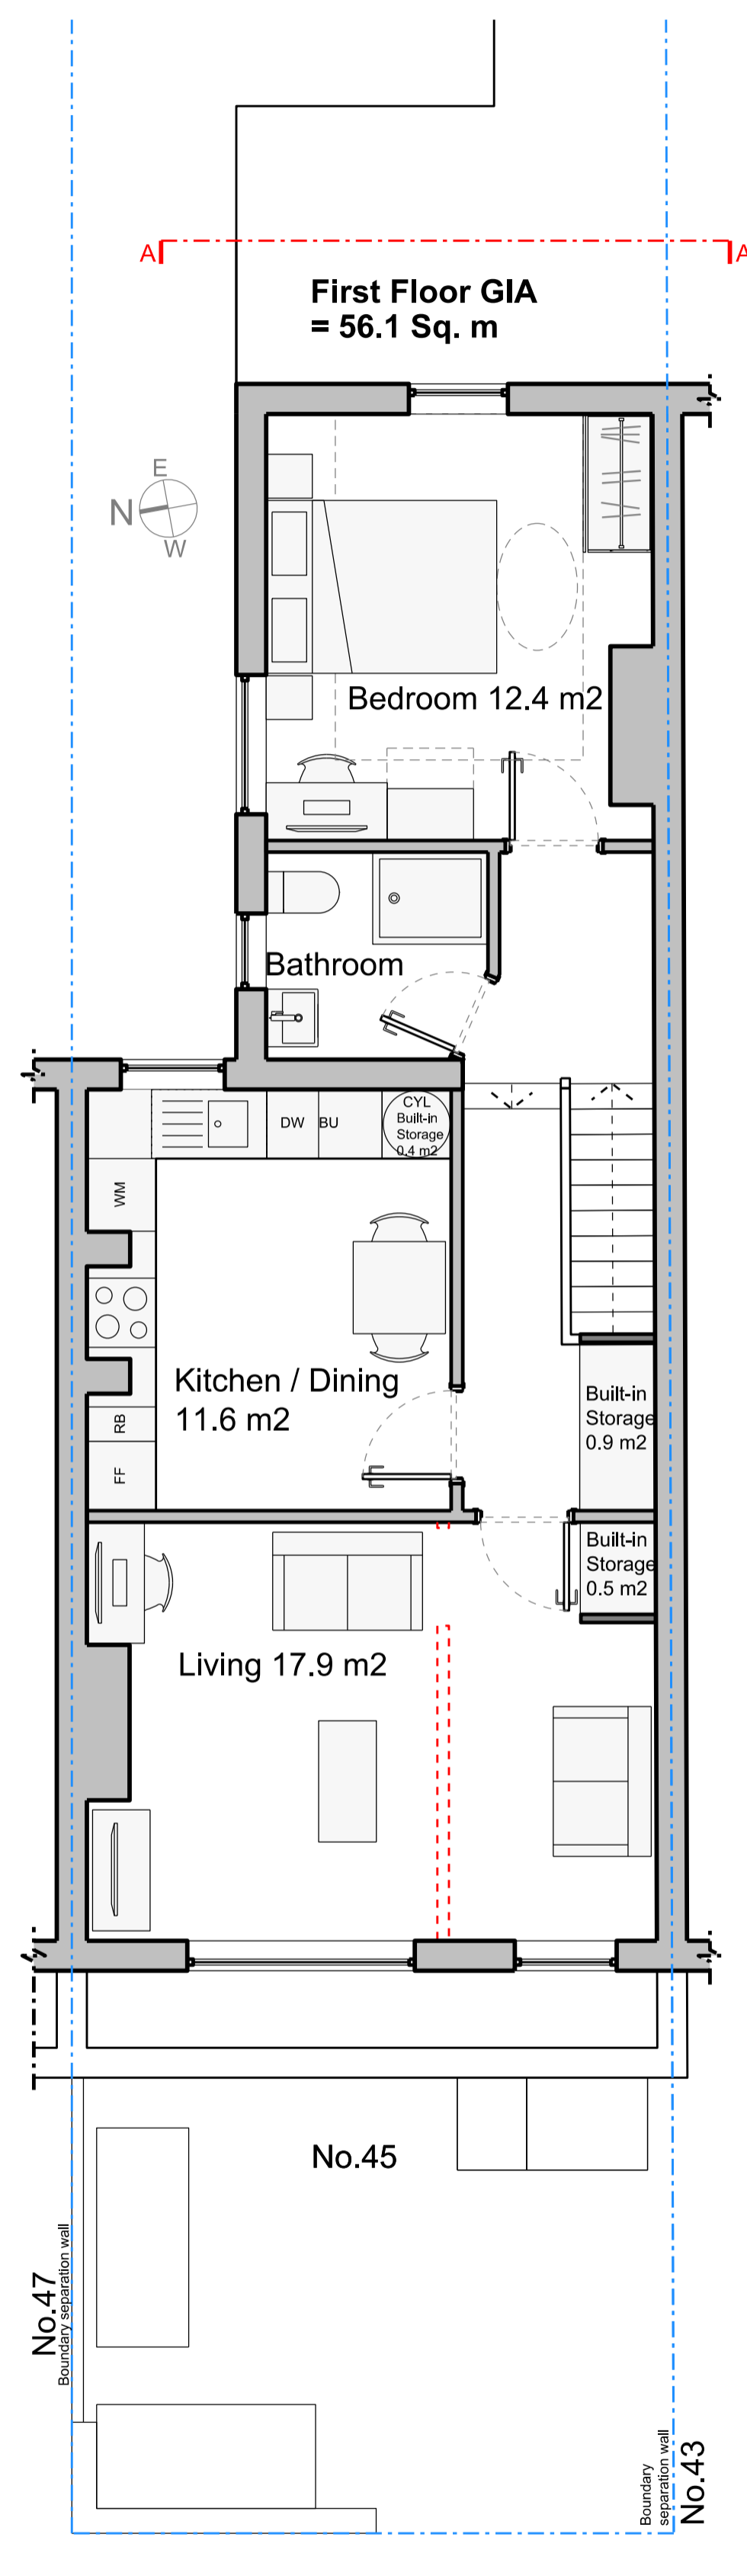 A
A
First Floor GIA
= 56.1 Sq. m
E
N
W
Bedroom 12.4 m2
Bathroom
CYL
Built-in
Storage
0.4 m2
DW
BU
WM
Kitchen / Dining
11.6 m2
RB
FF
Built-in
Storage
0.9 m2
Built-in
Storage
0.5 m2
Living 17.9 m2
No.45
No.47
Boundary separation wall
Boundary
separation wall
No.43